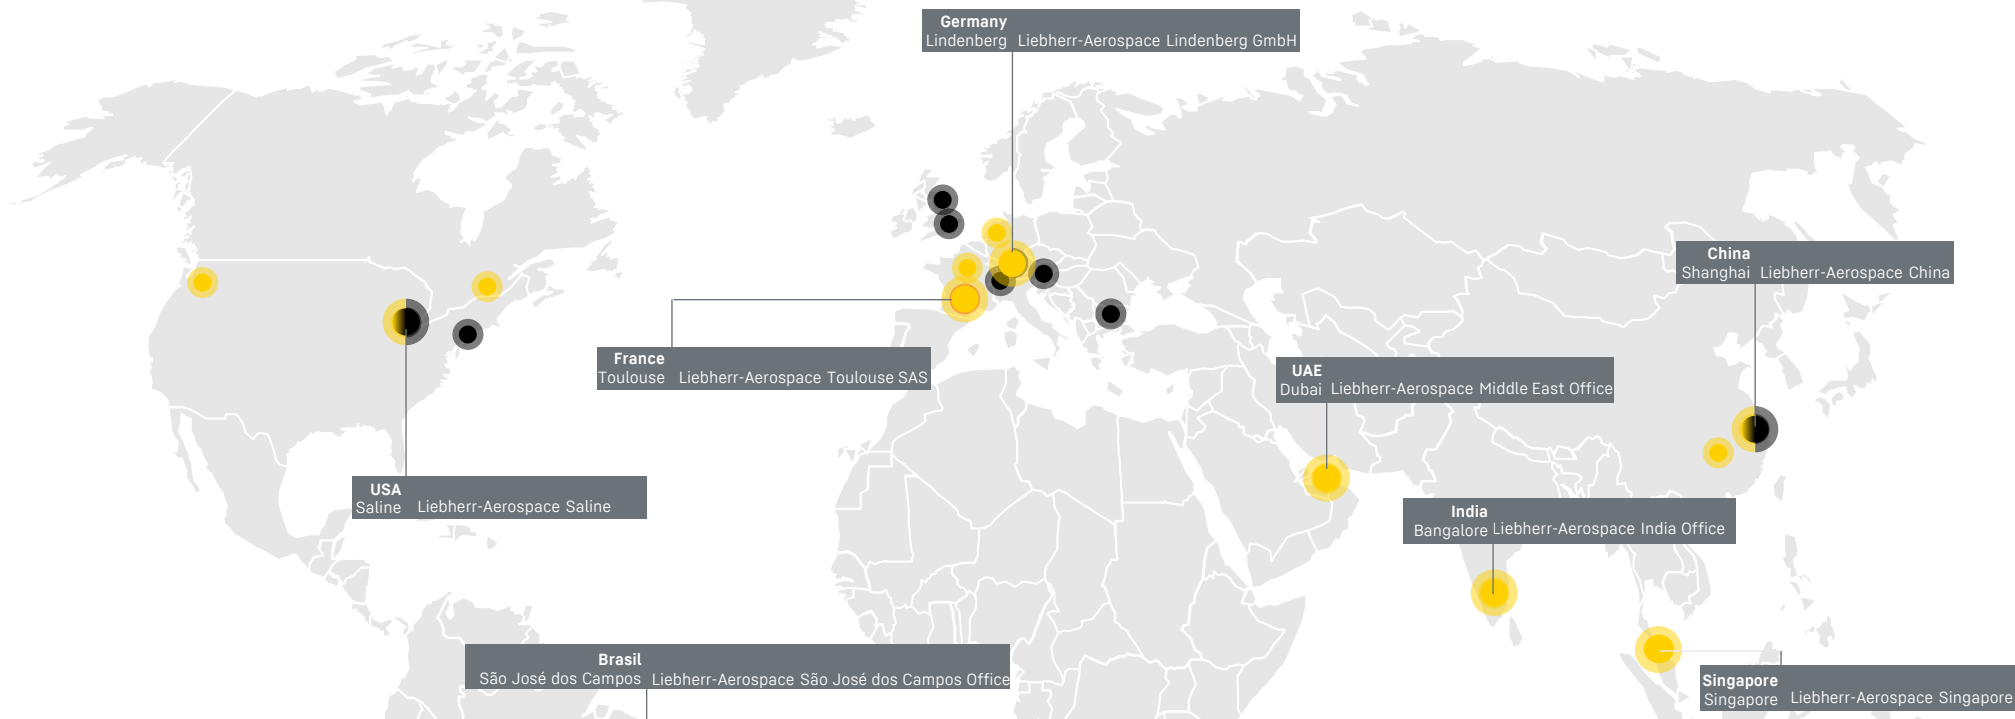 Germany
Lindenberg Liebherr-Aerospace Lindenberg GmbH
China
Shanghai Liebherr-Aerospace China
France
Toulouse Liebherr-Aerospace Toulouse SAS
UAE
Dubai Liebherr-Aerospace Middle East Office
USA
Saline Liebherr-Aerospace Saline
India
Bangalore Liebherr-Aerospace India Office
Brasil
São José dos Campos Liebherr-Aerospace São José dos Campos Office
Singapore
Singapore Liebherr-Aerospace Singapore